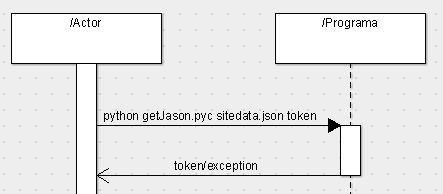 /Actor
/Programa
python getJason.pyc sitedata.json token
token/exception